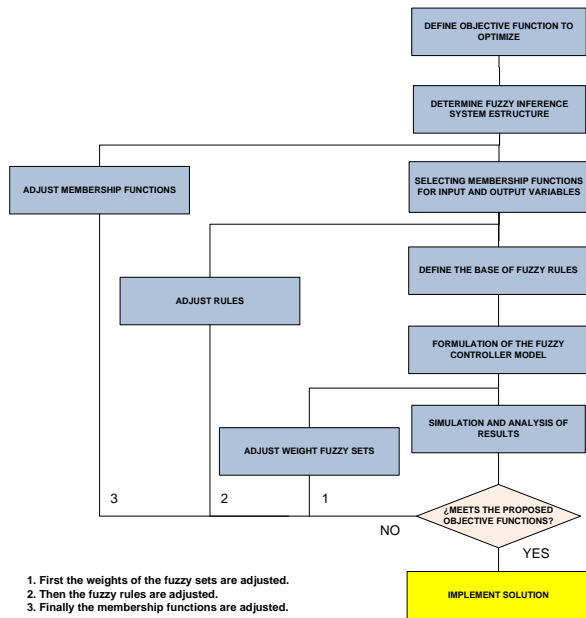 DEFINE OBJECTIVE FUNCTION TO
OPTIMIZE
DETERMINE FUZZY INFERENCE
SYSTEM ESTRUCTURE
ADJUST MEMBERSHIP FUNCTIONS
SELECTING MEMBERSHIP FUNCTIONS
FOR INPUT AND OUTPUT VARIABLES
DEFINE THE BASE OF FUZZY RULES
ADJUST RULES
FORMULATION OF THE FUZZY
CONTROLLER MODEL
SIMULATION AND ANALYSIS OF
RESULTS
ADJUST WEIGHT FUZZY SETS
3
2
1
¿MEETS THE PROPOSED
OBJECTIVE FUNCTIONS?
NO
YES
IMPLEMENT SOLUTION
1. First the weights of the fuzzy sets are adjusted.
2. Then the fuzzy rules are adjusted.
3. Finally the membership functions are adjusted.